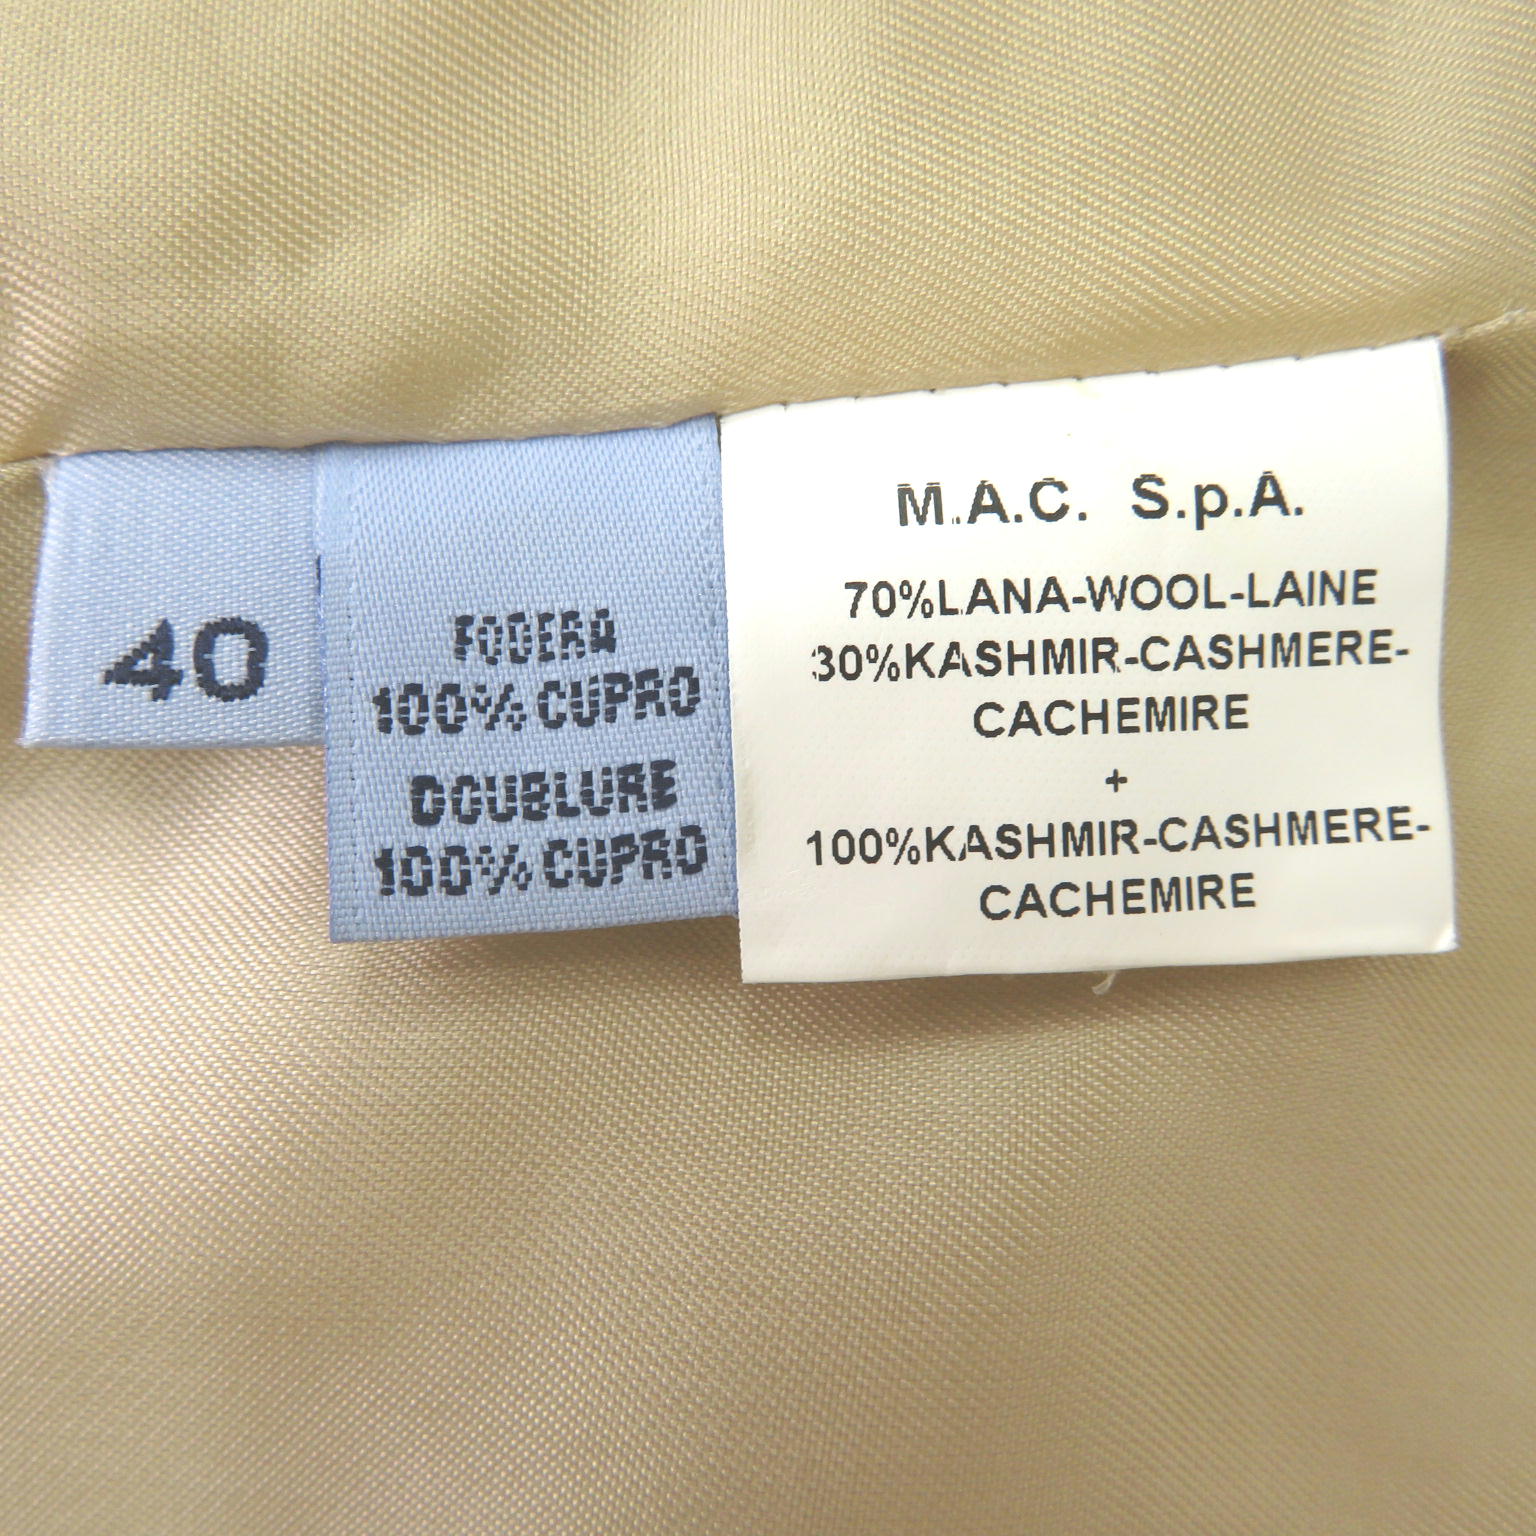 40
FODERA
100% CUPRO
DOUBLURE
100% CUPRO
M.A.C. S.p.A.
70%LANA-WOOL-LAINE
30%KASHMIR-CASHMERE-
CACHEMIRE
+
100%KASHMIR-CASHMERE-
CACHEMIRE